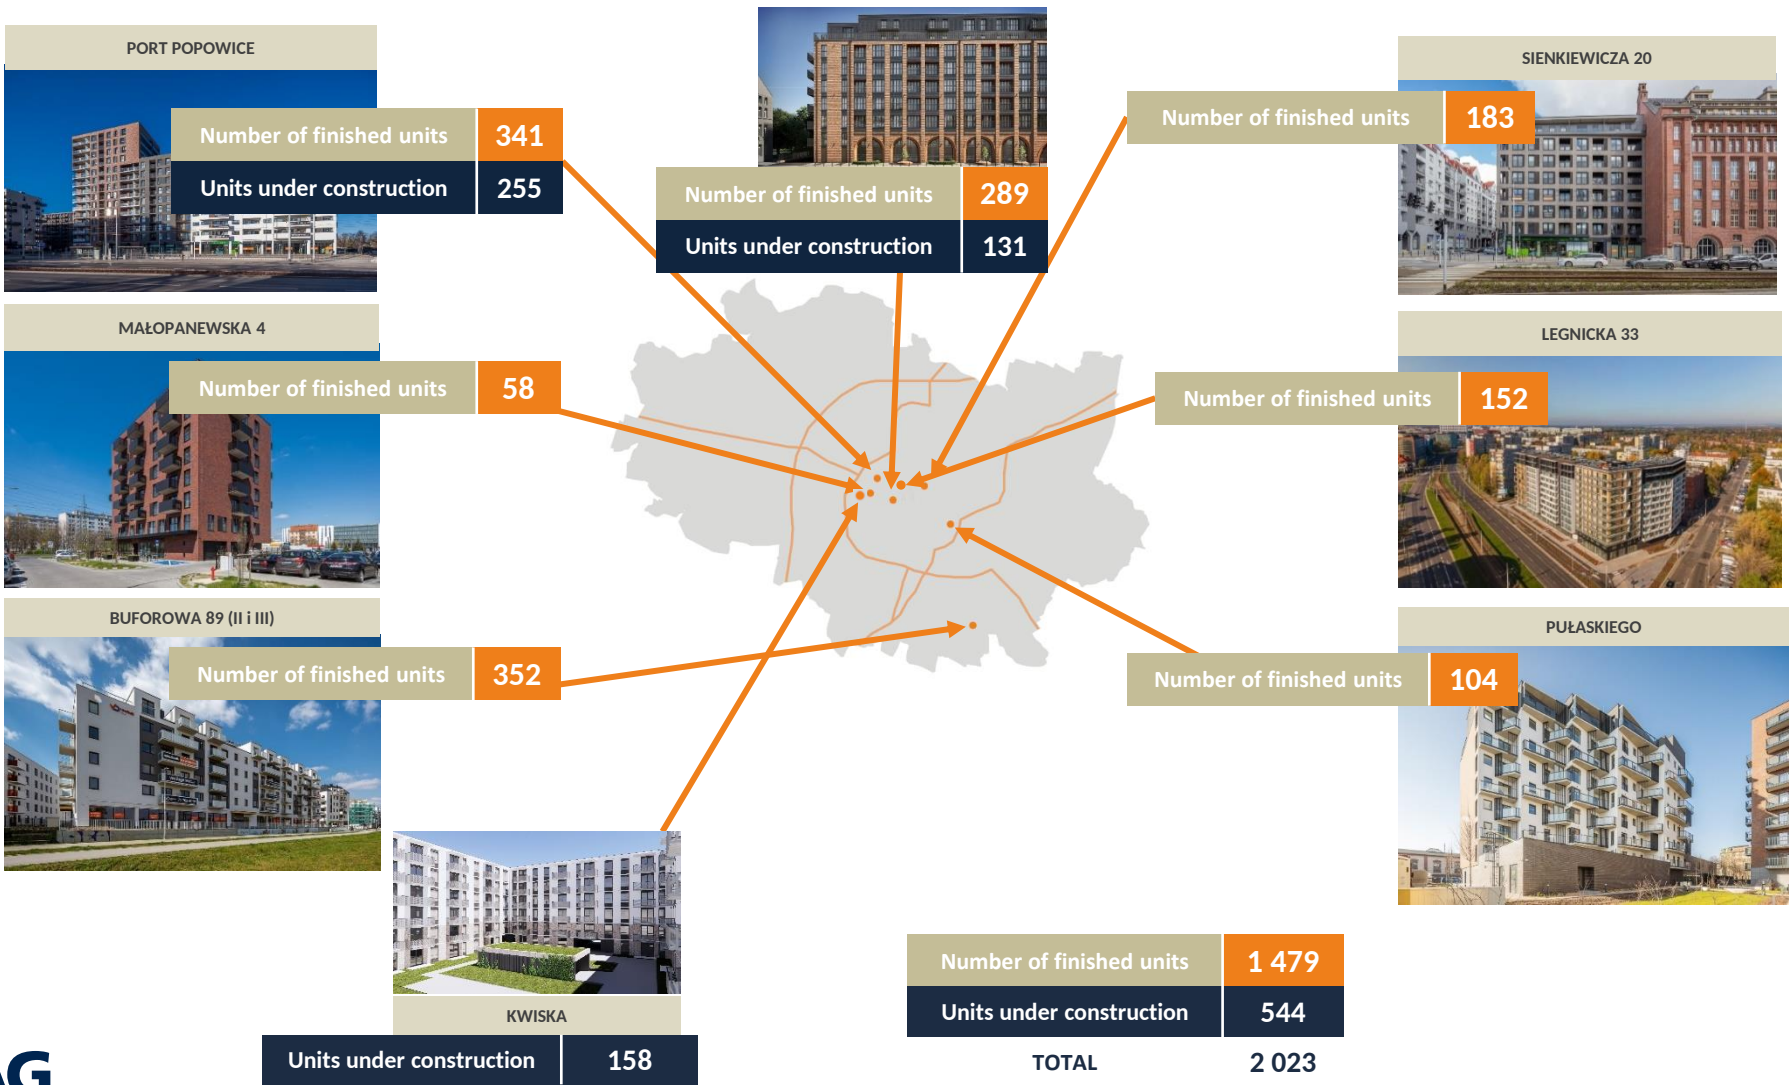 PORT POPOWICE
Number of finished units 341
Units under construction 255
Number of finished units 289
Units under construction 131
SIENKIEWICZA 20
Number of finished units 183
MAŁOPANEWSKA 4
Number of finished units 58
LEGNICKA 33
Number of finished units 152
BUFOROWA 89 (II i III)
Number of finished units 352
PUŁASKIEGO
Number of finished units 104
KWISKA
Units under construction 158
Number of finished units 1 479
Units under construction 544
TOTAL 2 023